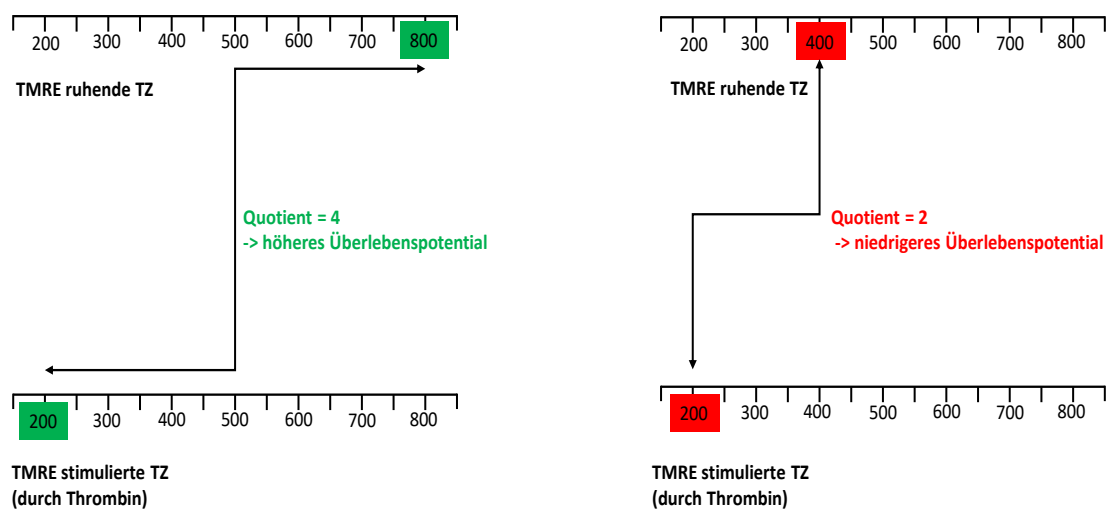 200 300 400 500 600 700 800
TMRE ruhende TZ
Quotient = 4
-> höheres Überlebenspotential
200 300 400 500 600 700 800
TMRE stimulierte TZ
(durch Thrombin)
200 300 400 500 600 700 800
TMRE ruhende TZ
Quotient = 2
-> niedrigeres Überlebenspotential
200 300 400 500 600 700 800
TMRE stimulierte TZ
(durch Thrombin)